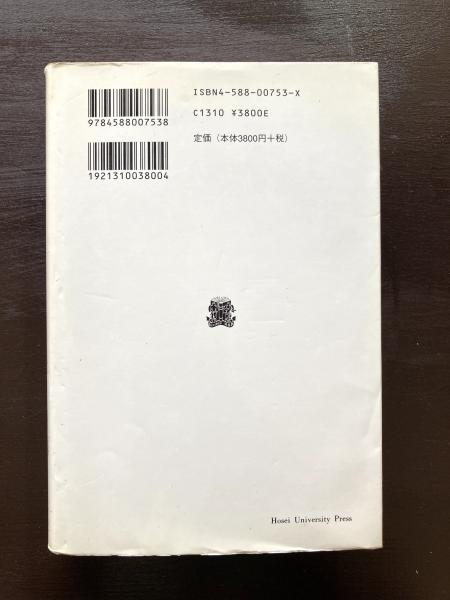 ISBN4-588-00753-X
C1310 ¥3800E
定価（本体3800円＋税）
9784588007538
1921310038004
Hosei University Press